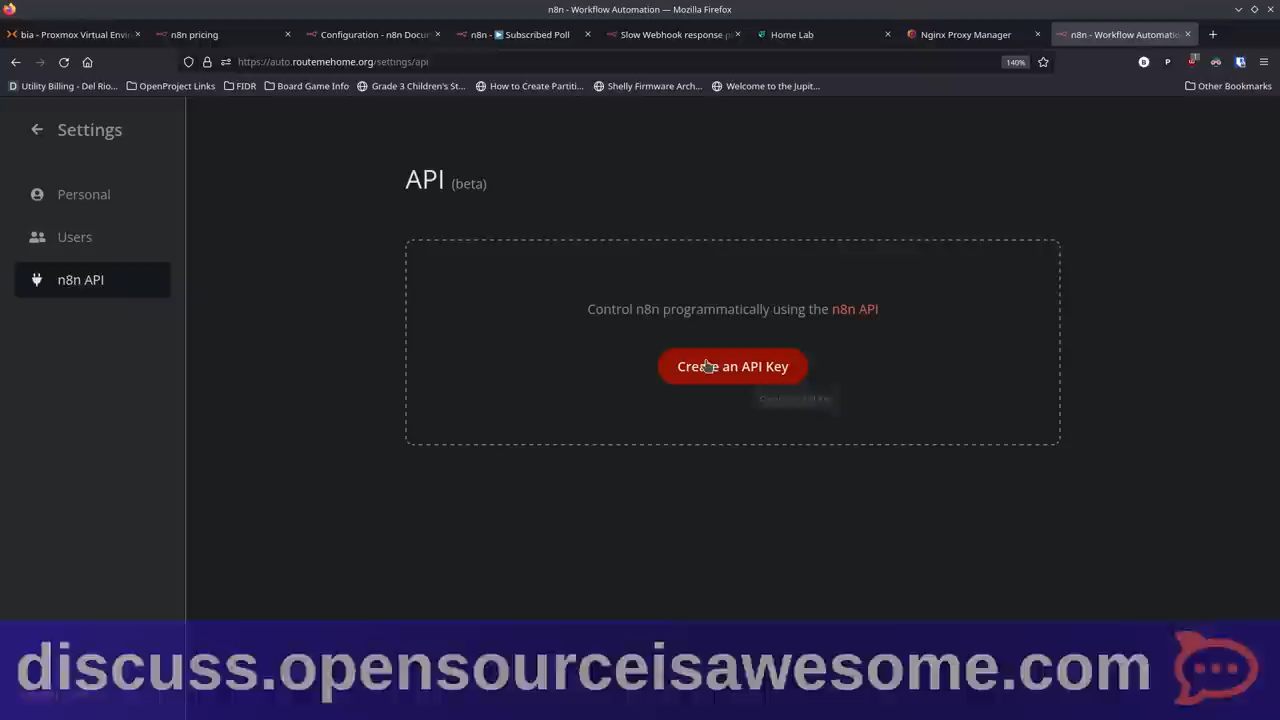 n8n - Workflow Automation — Mozilla Firefox
bia - Proxmox Virtual Envi
n8n pricing
Configuration - n8n Docu
n8n - ▶ Subscribed Poll
Slow Webhook response p
Home Lab
Nginx Proxy Manager
n8n - Workflow Automatio
https://auto.routemehome.org/settings/api
140%
Utility Billing - Del Rio...
OpenProject Links
FIDR
Board Game Info
Grade 3 Children's St...
How to Create Partiti...
Shelly Firmware Arch...
Welcome to the Jupit...
Other Bookmarks
Settings
Personal
Users
n8n API
API (beta)
Control n8n programmatically using the n8n API
Create an API Key
discuss.opensourceisawesome.com